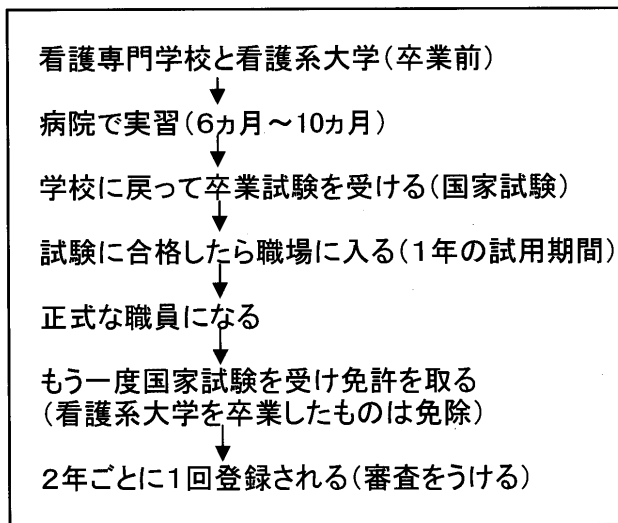 看護専門学校と看護系大学(卒業前)
病院で実習(6ヵ月～10ヵ月)
学校に戻って卒業試験を受ける(国家試験)
試験に合格したら職場に入る(1年の試用期間)
正式な職員になる
もう一度国家試験を受け免許を取る
(看護系大学を卒業したものは免除)
2年ごとに1回登録される(審査をうける)